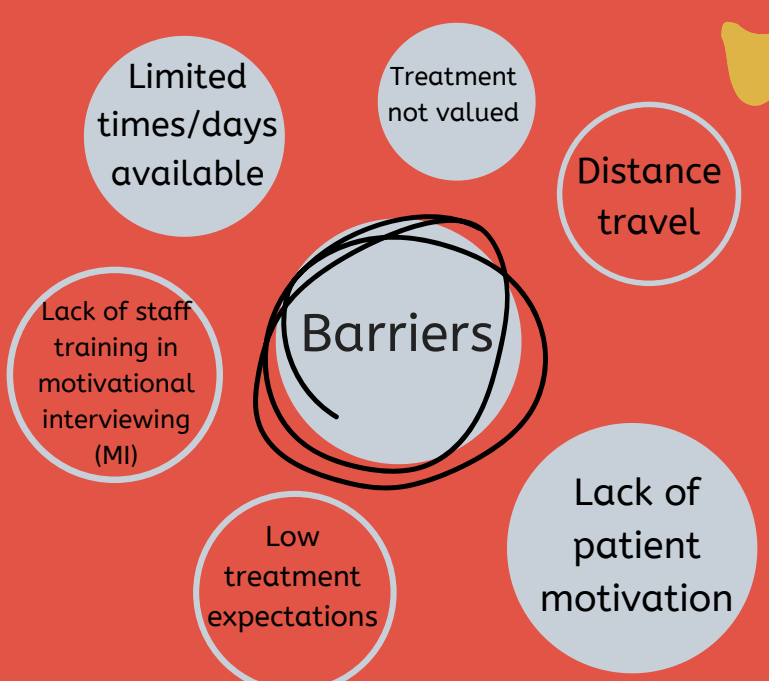 Limited
times/days
available
Treatment
not valued
Distance
travel
Barriers
Lack of staff
training in
motivational
interviewing
(MI)
Low
treatment
expectations
Lack of
patient
motivation